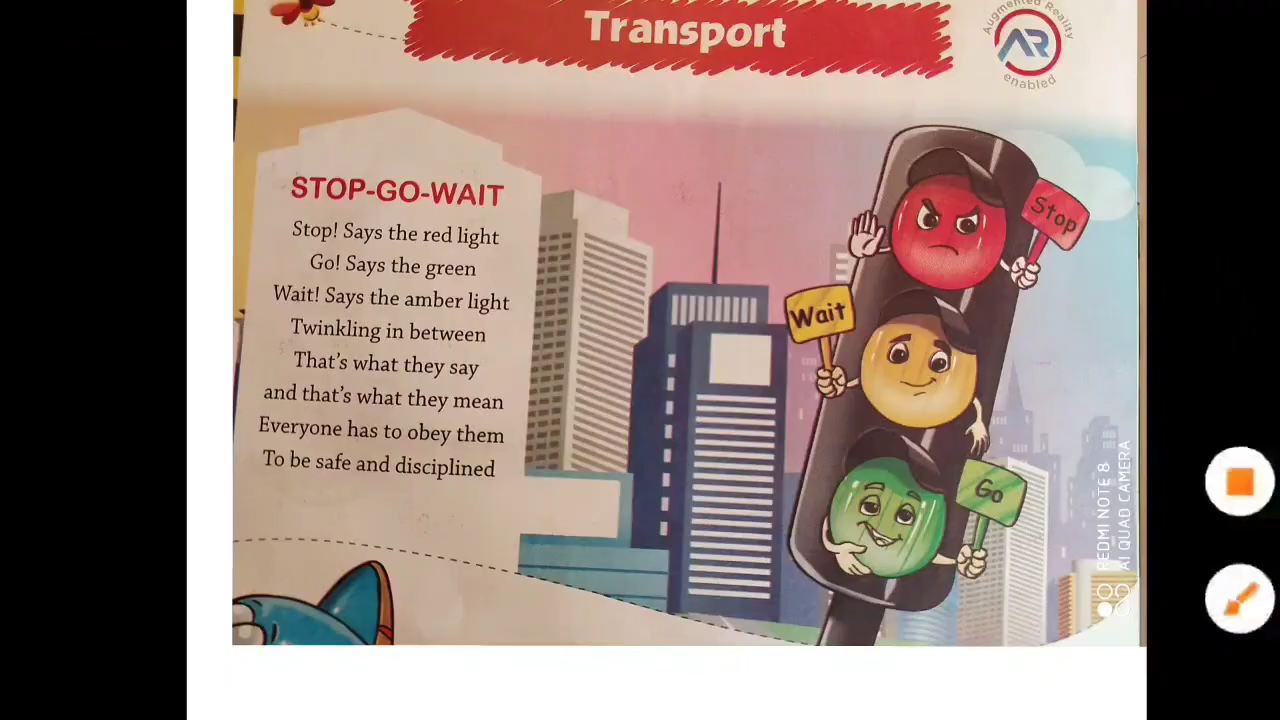 Transport
Augmented Reality
AR
enabled
STOP-GO-WAIT
Stop! Says the red light
Go! Says the green
Wait! Says the amber light
Twinkling in between
That's what they say
and that's what they mean
Everyone has to obey them
To be safe and disciplined
Stop
Wait
Go
REDMI NOTE 8
AI QUAD CAMERA